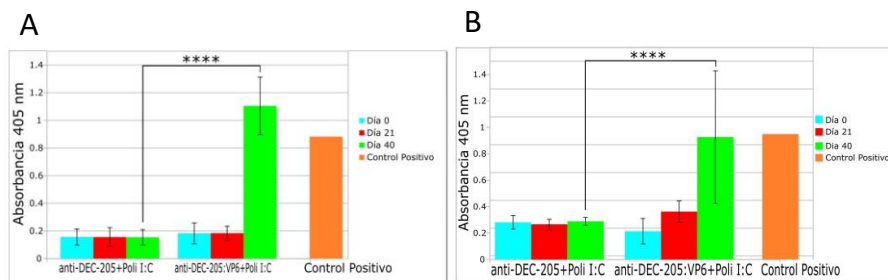 A
Absorbancia 405 nm
1.4
1.2
1
0.8
0.6
0.4
0.2
0
****
anti-DEC-205+Poli I:C
anti-DEC-205:VP6+Poli I:C
Control Positivo
Día 0
Día 21
Día 40
Control Positivo
B
Absorbancia 405 nm
1.4
1.2
1
0.8
0.6
0.4
0.2
0
****
anti-DEC-205+Poli I:C
anti-DEC-205:VP6+Poli I:C
Control Positivo
Día 0
Día 21
Día 40
Control Positivo